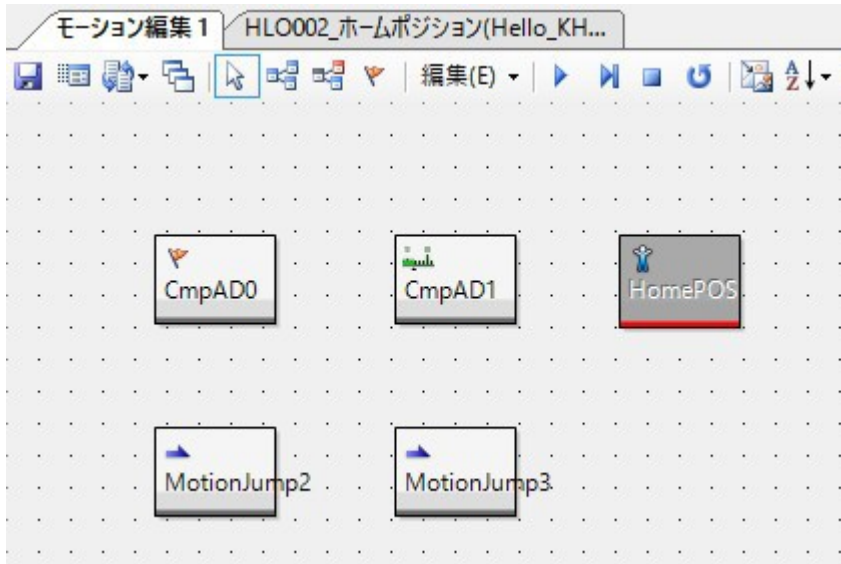 モーション編集 1
HLO002_ホームポジション(Hello_KH...
編集(E)
A
Z
CmpAD0
CmpAD1
HomePOS
MotionJump2
MotionJump3